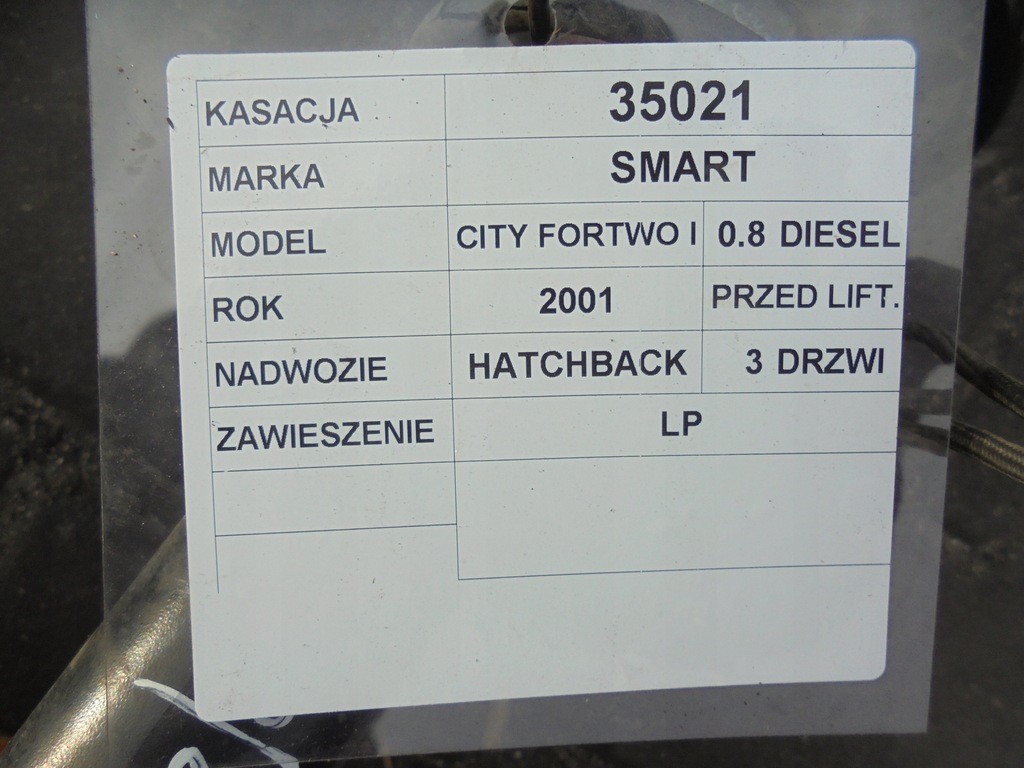 KASACJA 35021
MARKA SMART
MODEL CITY FORTWO I 0.8 DIESEL
ROK 2001 PRZED LIFT.
NADWOZIE HATCHBACK 3 DRZWI
ZAWIESZENIE LP